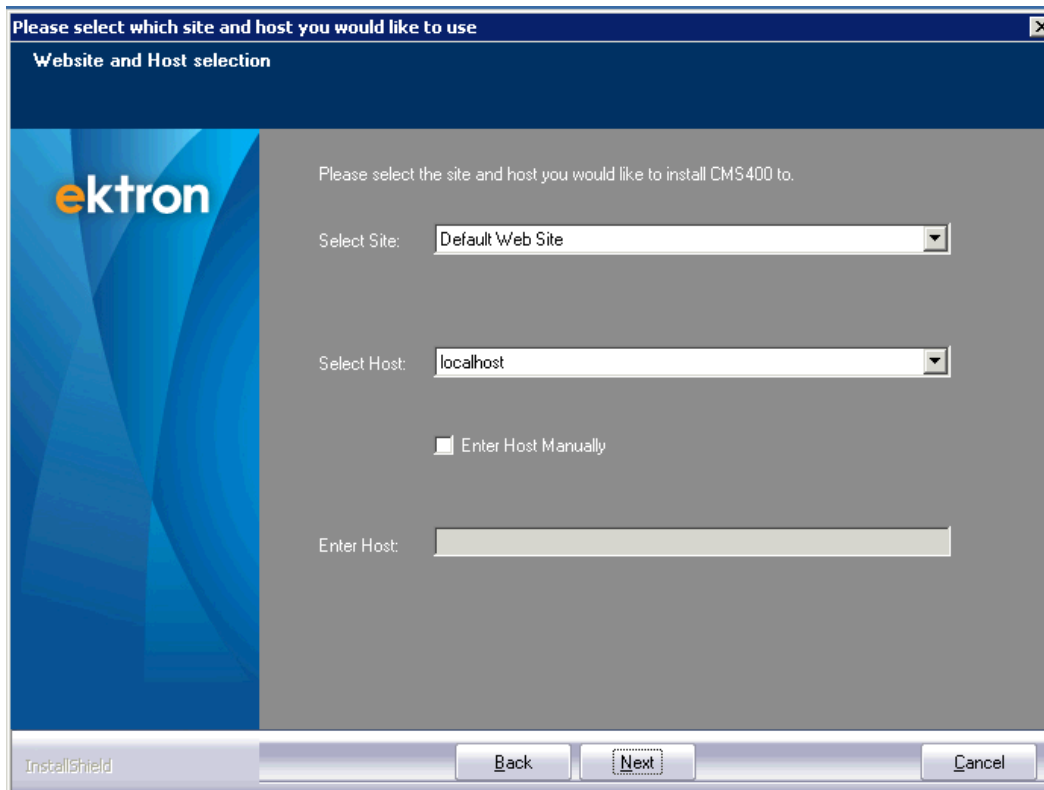 Please select which site and host you would like to use
Website and Host selection
ektron
Please select the site and host you would like to install CMS400 to.
Select Site: Default Web Site
Select Host: localhost
Enter Host Manually
Enter Host:
InstallShield
Back Next Cancel